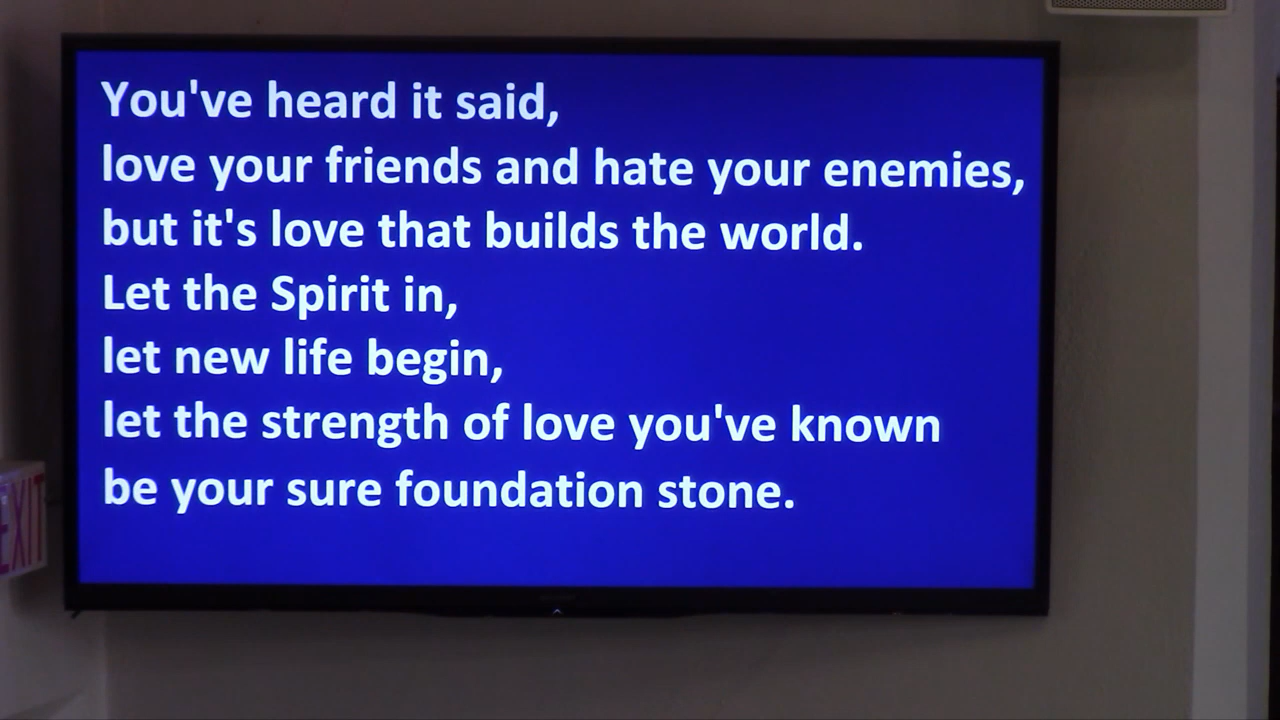 You've heard it said,
love your friends and hate your enemies,
but it's love that builds the world.
Let the Spirit in,
let new life begin,
let the strength of love you've known
be your sure foundation stone.
EXIT